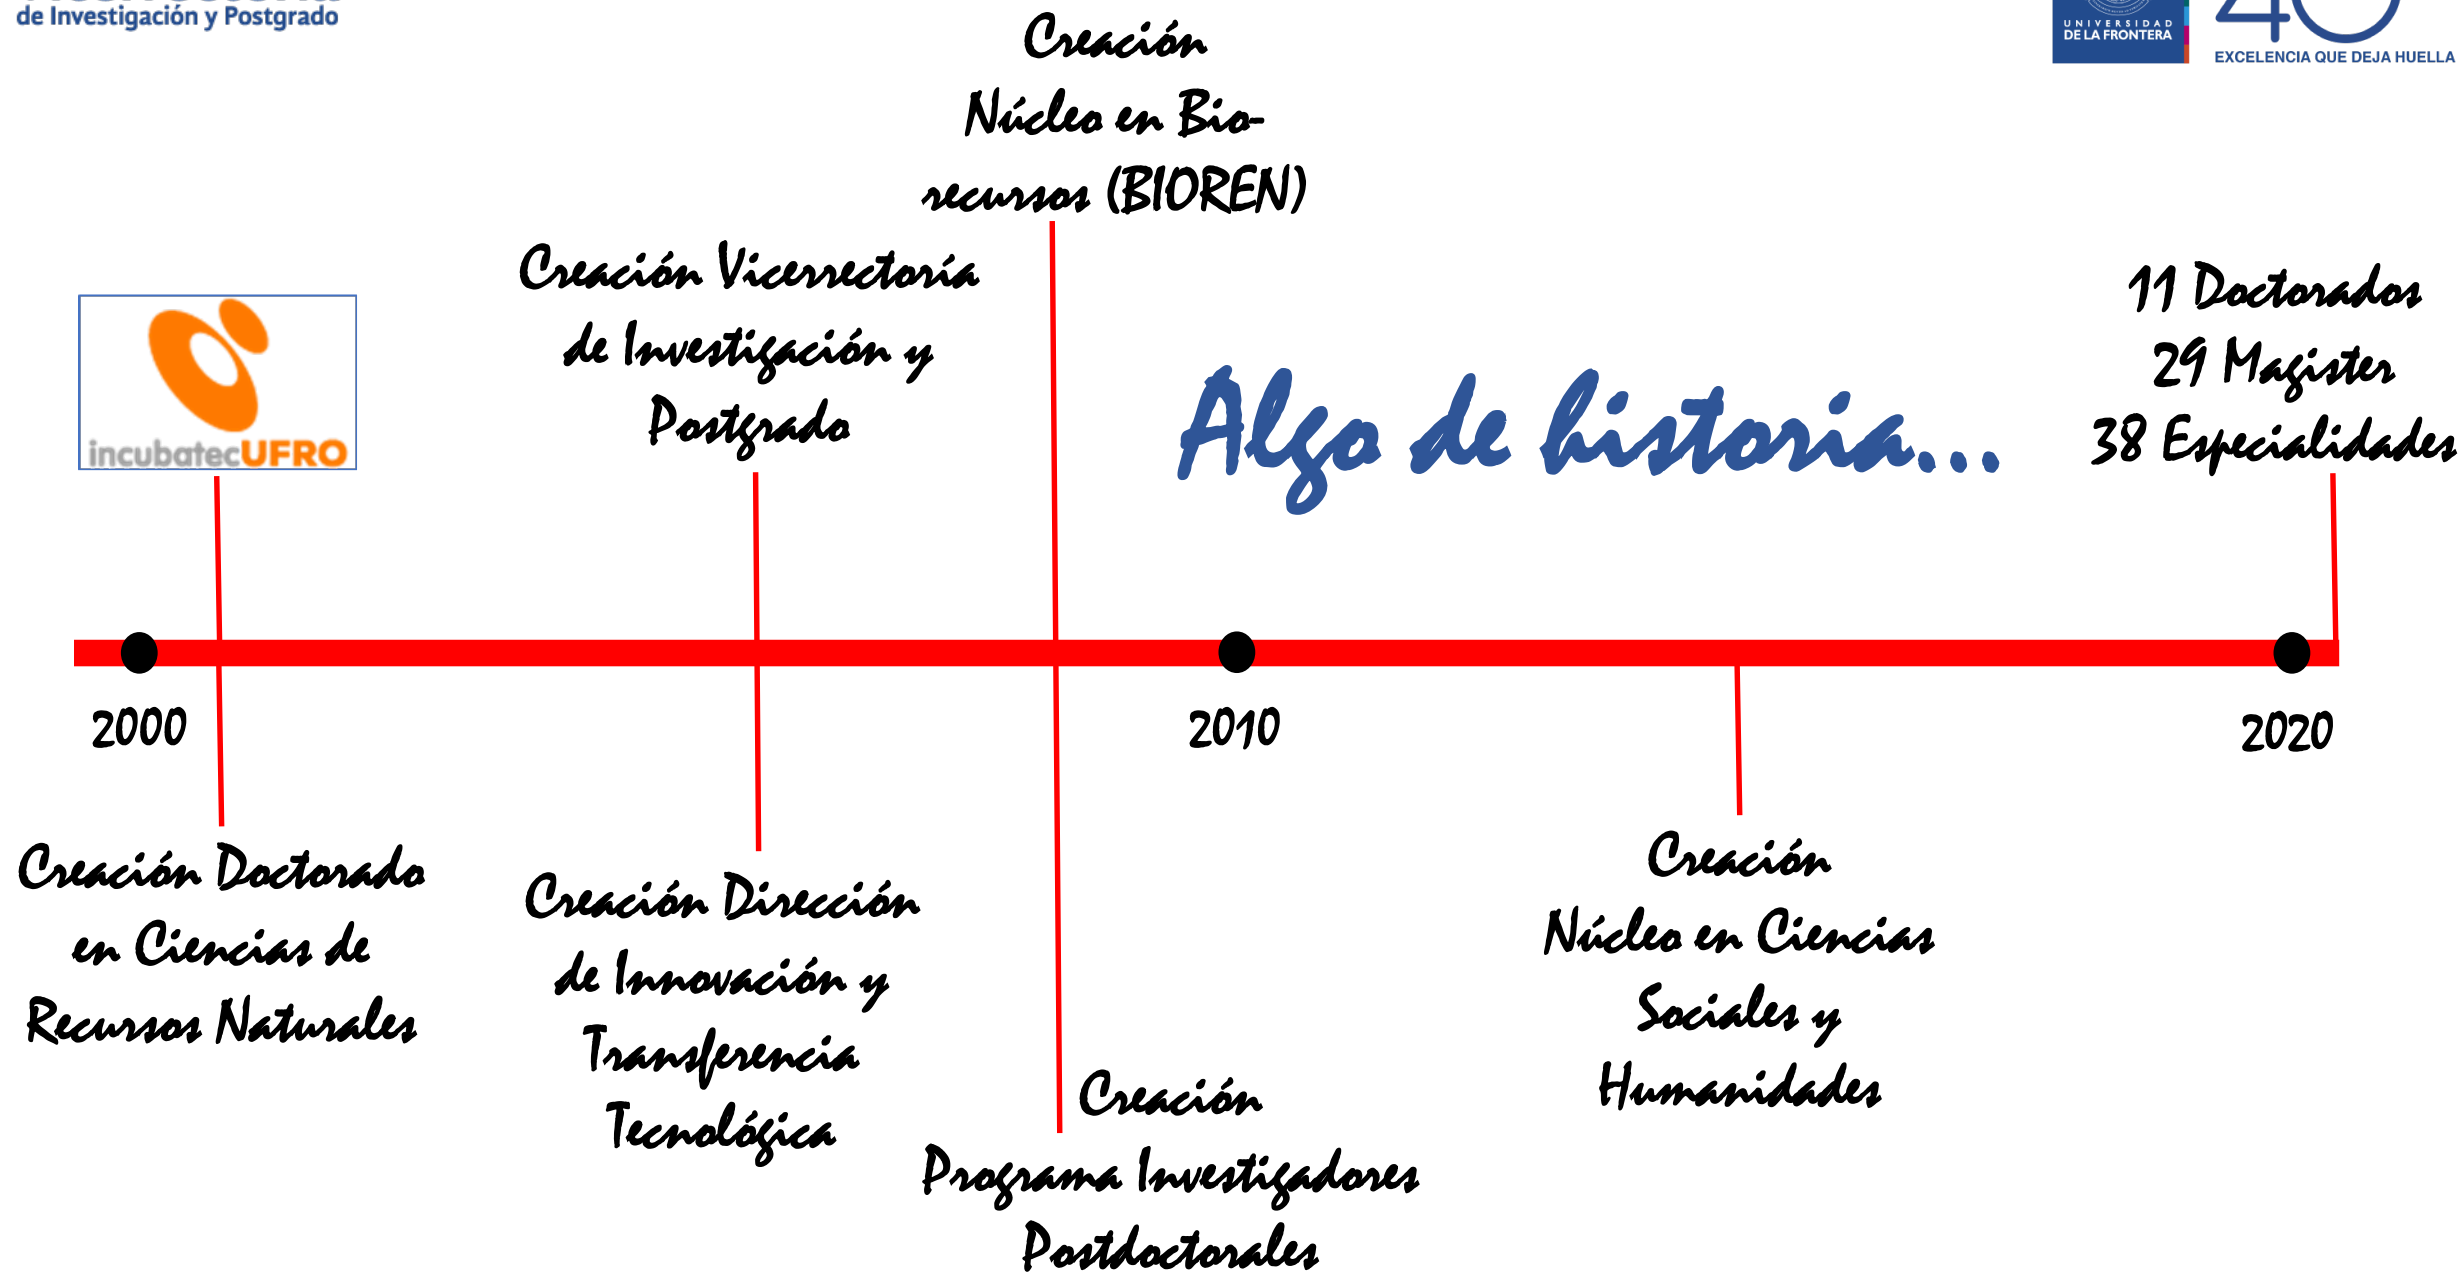 de Investigación y Postgrado
UNIVERSIDAD
DE LA FRONTERA
EXCELENCIA QUE DEJA HUELLA
Creación
Núcleo en Bio-
recursos (BIOREN)
Creación Vicerrectoría
de Investigación y
Postgrado
incubatecUFRO
11 Doctorados
29 Magister
38 Especialidades
Algo de historia...
2000
2010
2020
Creación Doctorado
en Ciencias de
Recursos Naturales
Creación Dirección
de Innovación y
Transferencia
Tecnológica
Creación
Programa Investigadores
Postdoctorales
Creación
Núcleo en Ciencias
Sociales y
Humanidades